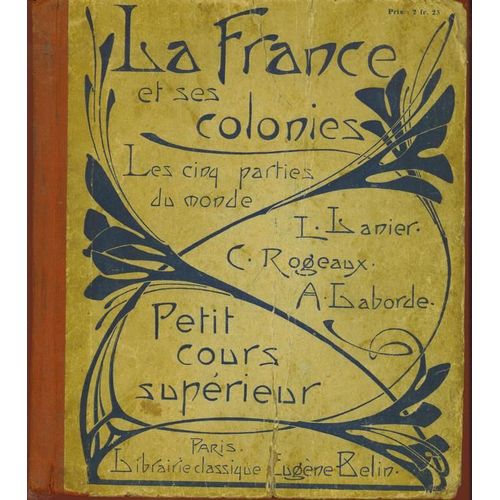 Prix : 2 fr. 25
La France
et ses
colonies
Les cinq parties
du monde
L. Lanier.
C. Rogeaux.
A. Laborde.
Petit
cours
supérieur
Paris.
Librairie classique Eugène Belin.